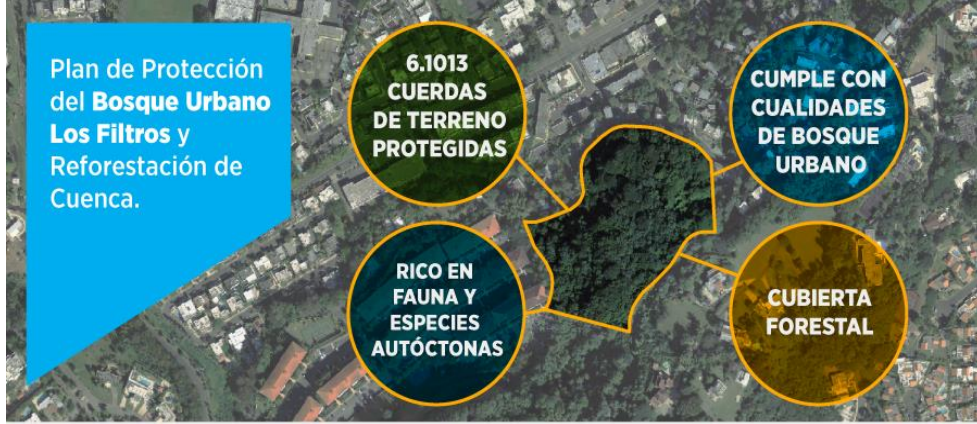 Plan de Protección
del Bosque Urbano
Los Filtros y
Reforestación de
Cuenca.
6.1013
CUERDAS
DE TERRENO
PROTEGIDAS
CUMPLE CON
CUALIDADES
DE BOSQUE
URBANO
RICO EN
FAUNA Y
ESPECIES
AUTÓCTONAS
CUBIERTA
FORESTAL